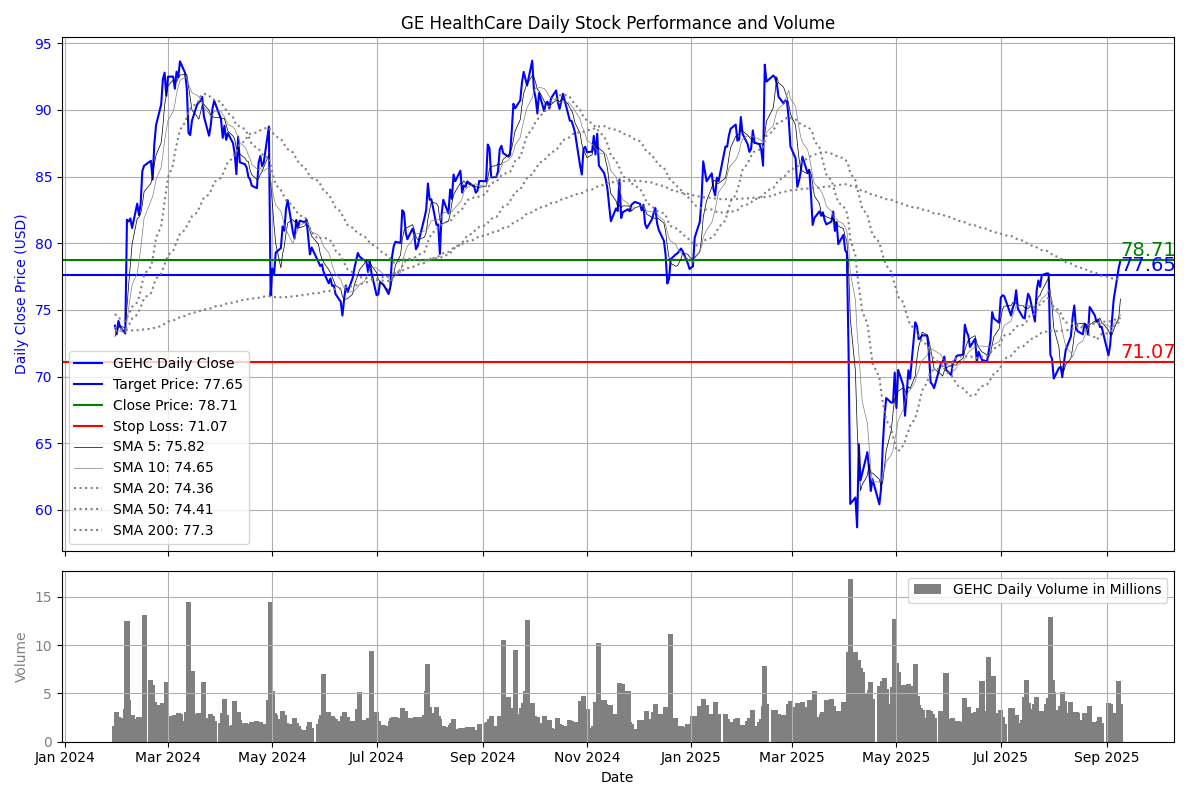 GE HealthCare Daily Stock Performance and Volume
95
90
85
80
75
70
65
60
Daily Close Price (USD)
78.71
77.65
71.07
GEHC Daily Close
Target Price: 77.65
Close Price: 78.71
Stop Loss: 71.07
SMA 5: 75.82
SMA 10: 74.65
SMA 20: 74.36
SMA 50: 74.41
SMA 200: 77.3
15
10
5
0
Volume
GEHC Daily Volume in Millions
Jan 2024 Mar 2024 May 2024 Jul 2024 Sep 2024 Nov 2024 Jan 2025 Mar 2025 May 2025 Jul 2025 Sep 2025
Date